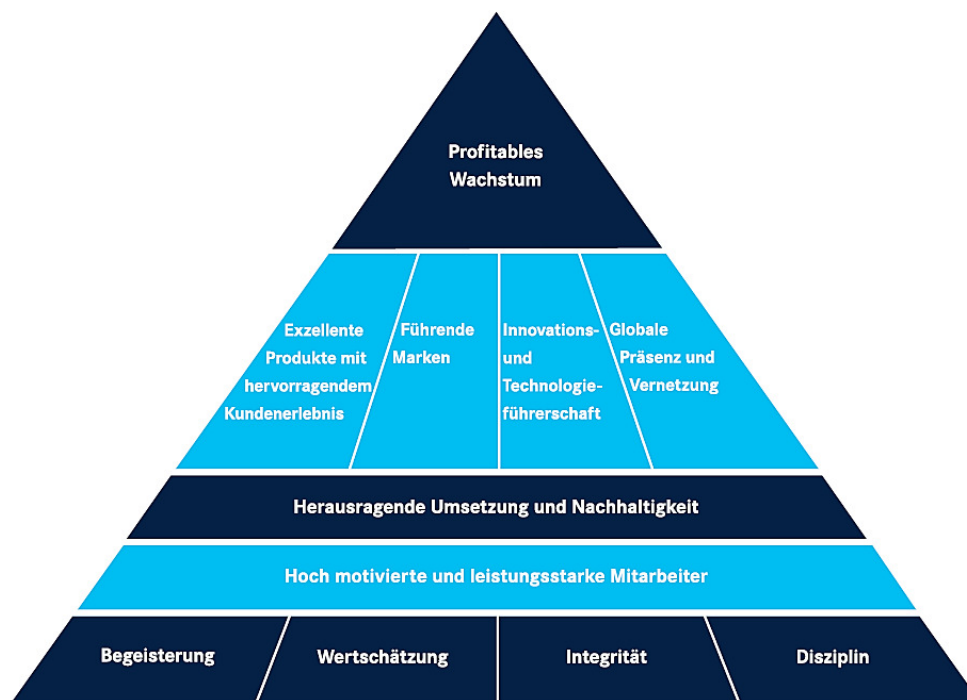 Profitables
Wachstum
Exzellente
Produkte mit
hervorragendem
Kundenerlebnis
Führende
Marken
Innovations-
und
Technologie-
führerschaft
Globale
Präsenz und
Vernetzung
Herausragende Umsetzung und Nachhaltigkeit
Hoch motivierte und leistungsstarke Mitarbeiter
Begeisterung
Wertschätzung
Integrität
Disziplin